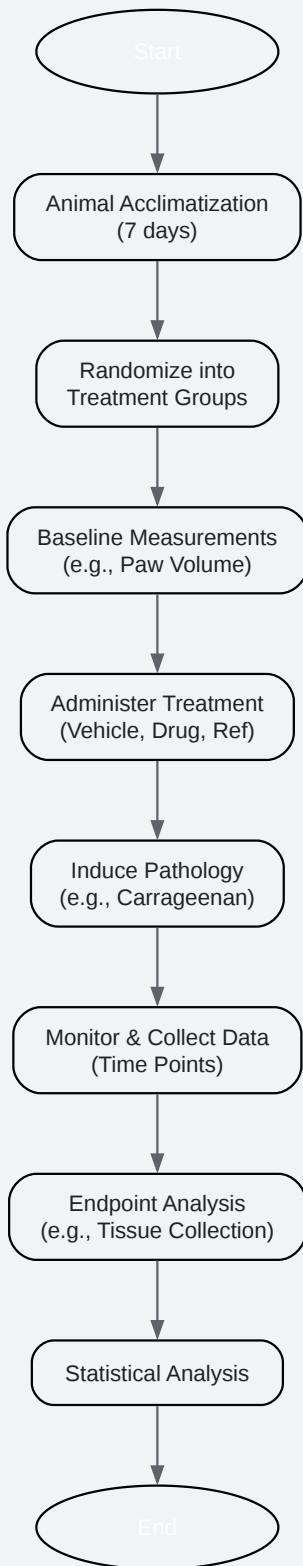 Start
Animal Acclimatization
(7 days)
Randomize into
Treatment Groups
Baseline Measurements
(e.g., Paw Volume)
Administer Treatment
(Vehicle, Drug, Ref)
Induce Pathology
(e.g., Carrageenan)
Monitor & Collect Data
(Time Points)
Endpoint Analysis
(e.g., Tissue Collection)
Statistical Analysis
End